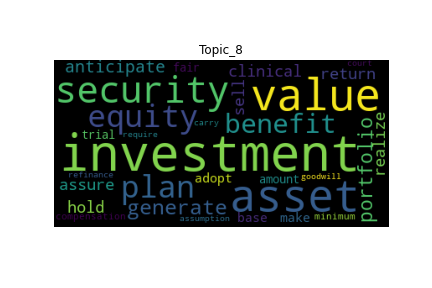 Topic_8
anticipate fair clinical return court
security sell value
equity benefit portfolio realize
trial require carry
investment
refinance
assure plan adopt amount goodwill asset
hold generate base make minimum
compensation assumption